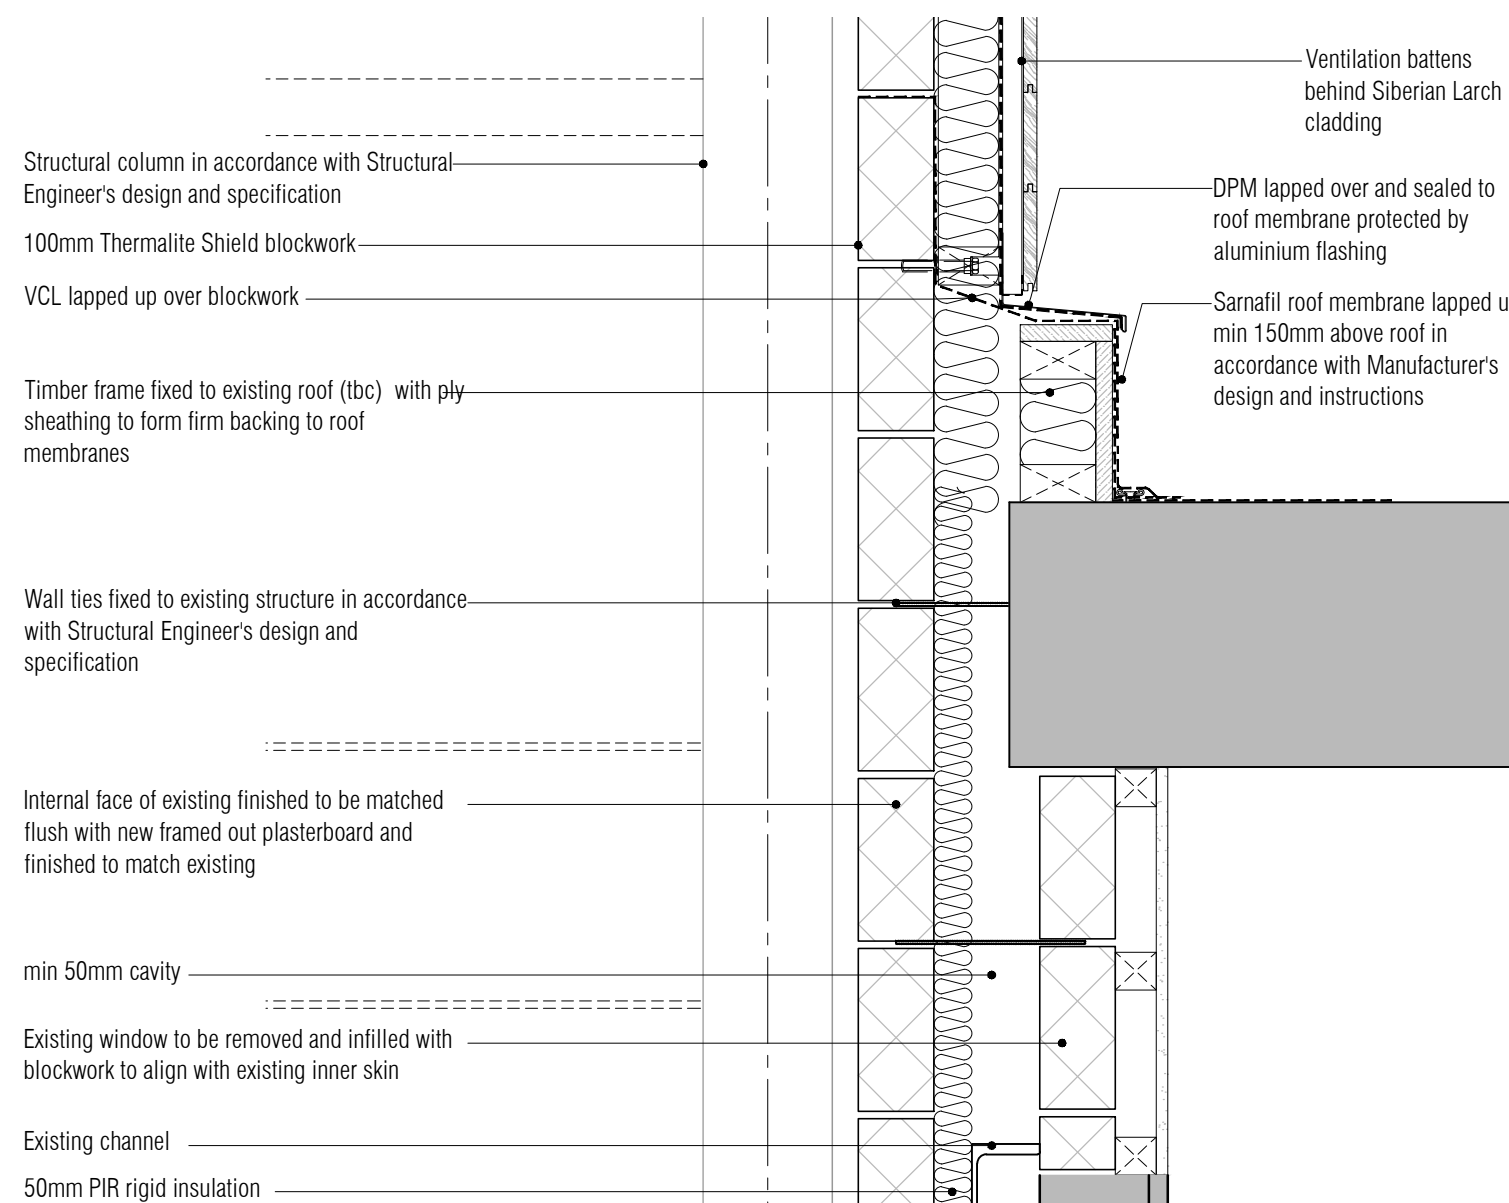 Ventilation battens
behind Siberian Larch
cladding
Structural column in accordance with Structural
Engineer's design and specification
DPM lapped over and sealed to
roof membrane protected by
aluminium flashing
100mm Thermalite Shield blockwork
VCL lapped up over blockwork
Sarnafil roof membrane lapped u
min 150mm above roof in
accordance with Manufacturer's
design and instructions
Timber frame fixed to existing roof (tbc) with ply
sheathing to form firm backing to roof
membranes
Wall ties fixed to existing structure in accordance
with Structural Engineer's design and
specification
Internal face of existing finished to be matched
flush with new framed out plasterboard and
finished to match existing
min 50mm cavity
Existing window to be removed and infilled with
blockwork to align with existing inner skin
Existing channel
50mm PIR rigid insulation